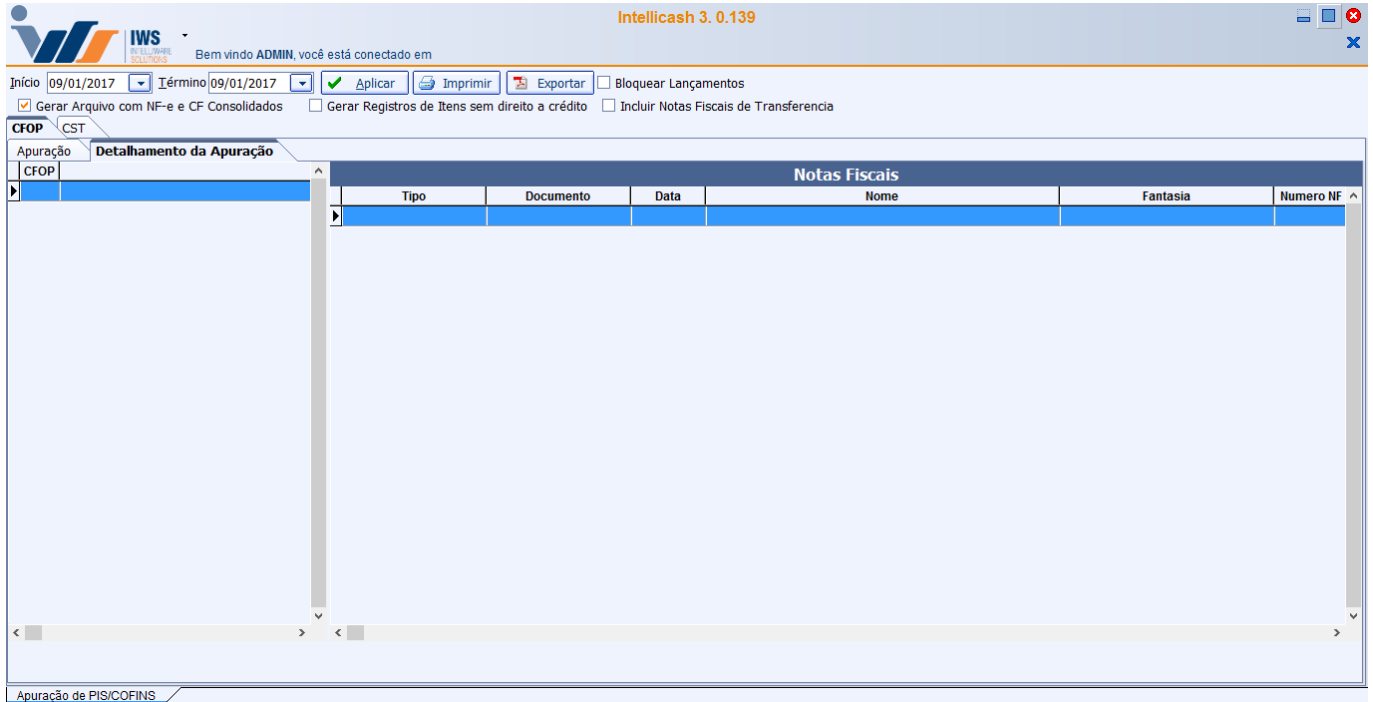 Intellicash 3. 0.139
IWS
INTELLIWARE
SOLUTIONS
Bem vindo ADMIN, você está conectado em
Início 09/01/2017 Término 09/01/2017 Aplicar Imprimir Exportar Bloquear Lançamentos
Gerar Arquivo com NF-e e CF Consolidados Gerar Registros de Itens sem direito a crédito Incluir Notas Fiscais de Transferencia
CFOP CST
Apuração Detalhamento da Apuração
CFOP
Notas Fiscais
Tipo Documento Data Nome Fantasia Numero NF
Apuração de PIS/COFINS